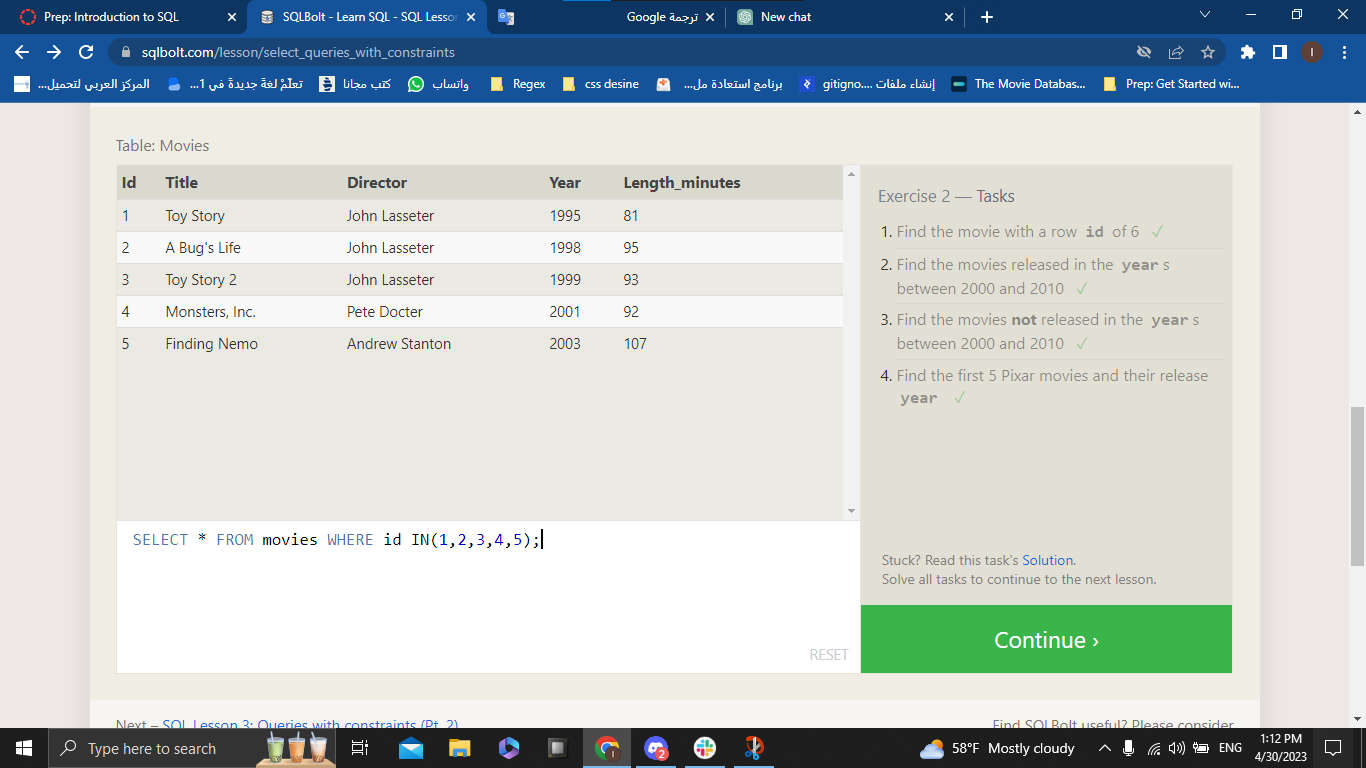 Prep: Introduction to SQL
SQLBolt - Learn SQL - SQL Lesson
ترجمة Google
New chat
sqlbolt.com/lesson/select_queries_with_constraints
I
المركز العربي لتحميل...
تعلّمْ لغةً جديدةً في 1...
كتب مجانا
واتساب
Regex
css desine
برنامج استعادة مل...
إنشاء ملفات gitigno....
The Movie Databas...
Prep: Get Started wi...
Table: Movies
Id Title Director Year Length_minutes
1 Toy Story John Lasseter 1995 81
2 A Bug's Life John Lasseter 1998 95
3 Toy Story 2 John Lasseter 1999 93
4 Monsters, Inc. Pete Docter 2001 92
5 Finding Nemo Andrew Stanton 2003 107
SELECT * FROM movies WHERE id IN(1,2,3,4,5);
RESET
Exercise 2 — Tasks
1. Find the movie with a row id of 6 ✓
2. Find the movies released in the year s
between 2000 and 2010 ✓
3. Find the movies not released in the year s
between 2000 and 2010 ✓
4. Find the first 5 Pixar movies and their release
year ✓
Stuck? Read this task's Solution.
Solve all tasks to continue to the next lesson.
Continue ›
Next – SQL Lesson 3: Queries with constraints (Pt. 2)
Find SQLBolt useful? Please consider
Type here to search
2
58°F Mostly cloudy
ENG
1:12 PM
4/30/2023